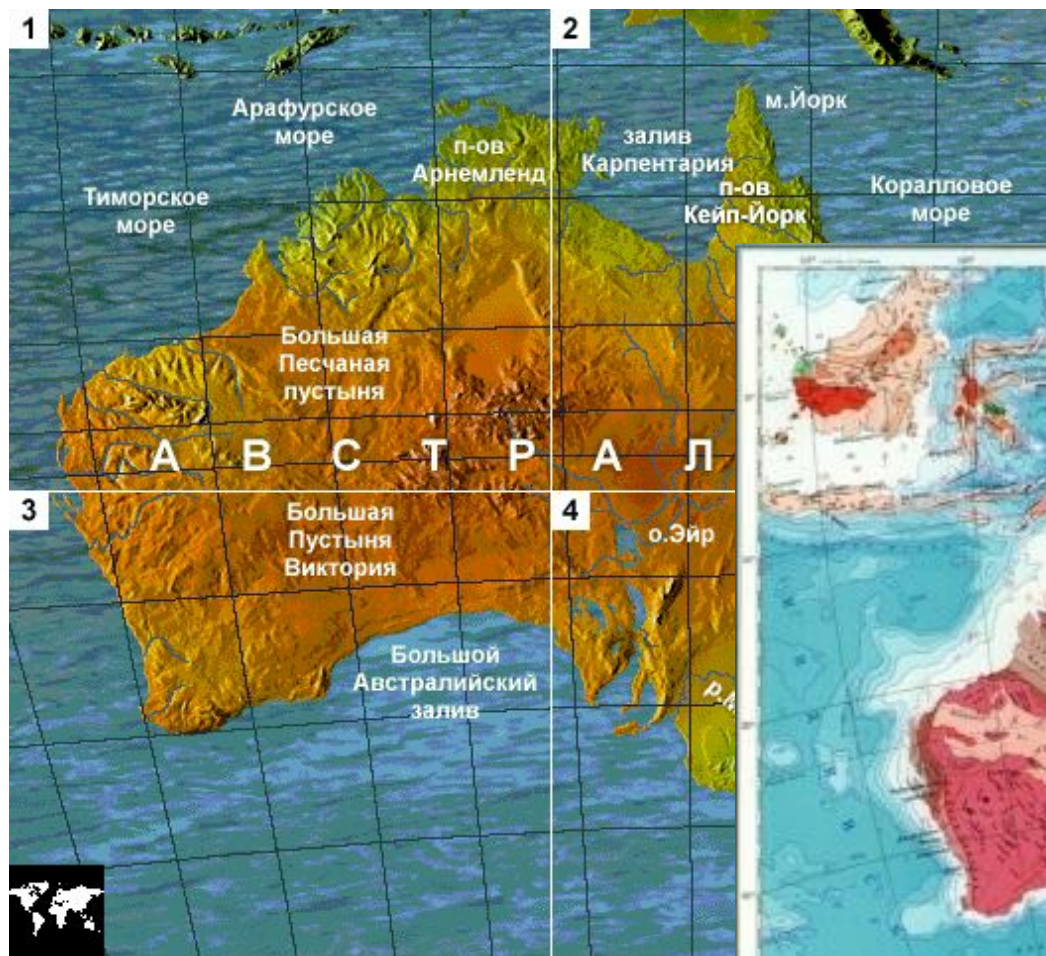 1
2
м.Йорк
Арафурское
море
залив
Карпентария
п-ов
Арнемленд
п-ов
Кейп-Йорк
Коралловое
море
Тиморское
море
Большая
Песчаная
пустыня
А В С Т Р А Л
3
4
Большая
Пустыня
Виктория
о.Эйр
Большой
Австралийский
залив
р.М